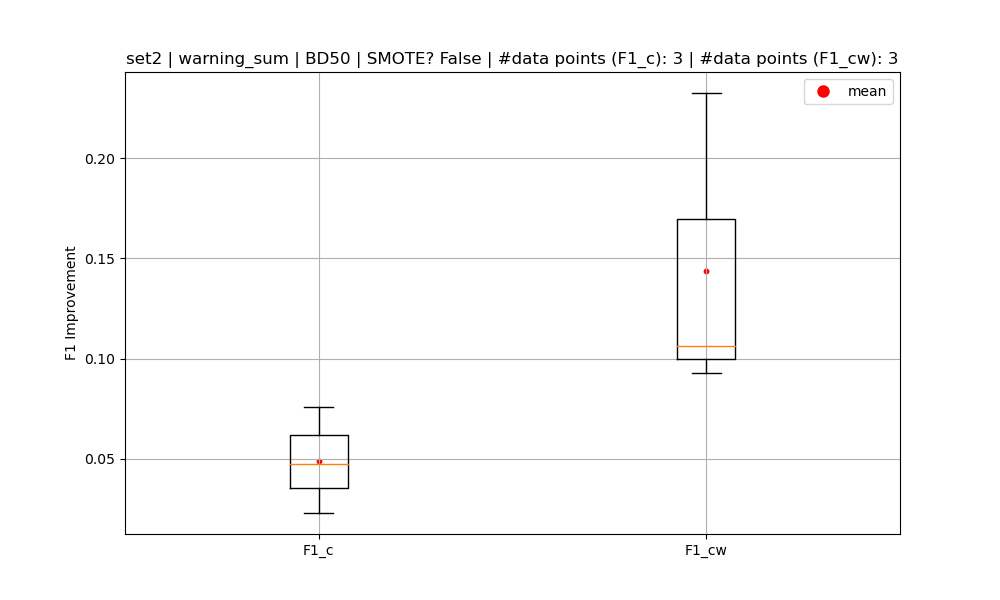 set2 | warning_sum | BD50 | SMOTE? False | #data points (F1_c): 3 | #data points (F1_cw): 3
mean
0.20
0.15
0.10
0.05
F1 Improvement
F1_c
F1_cw